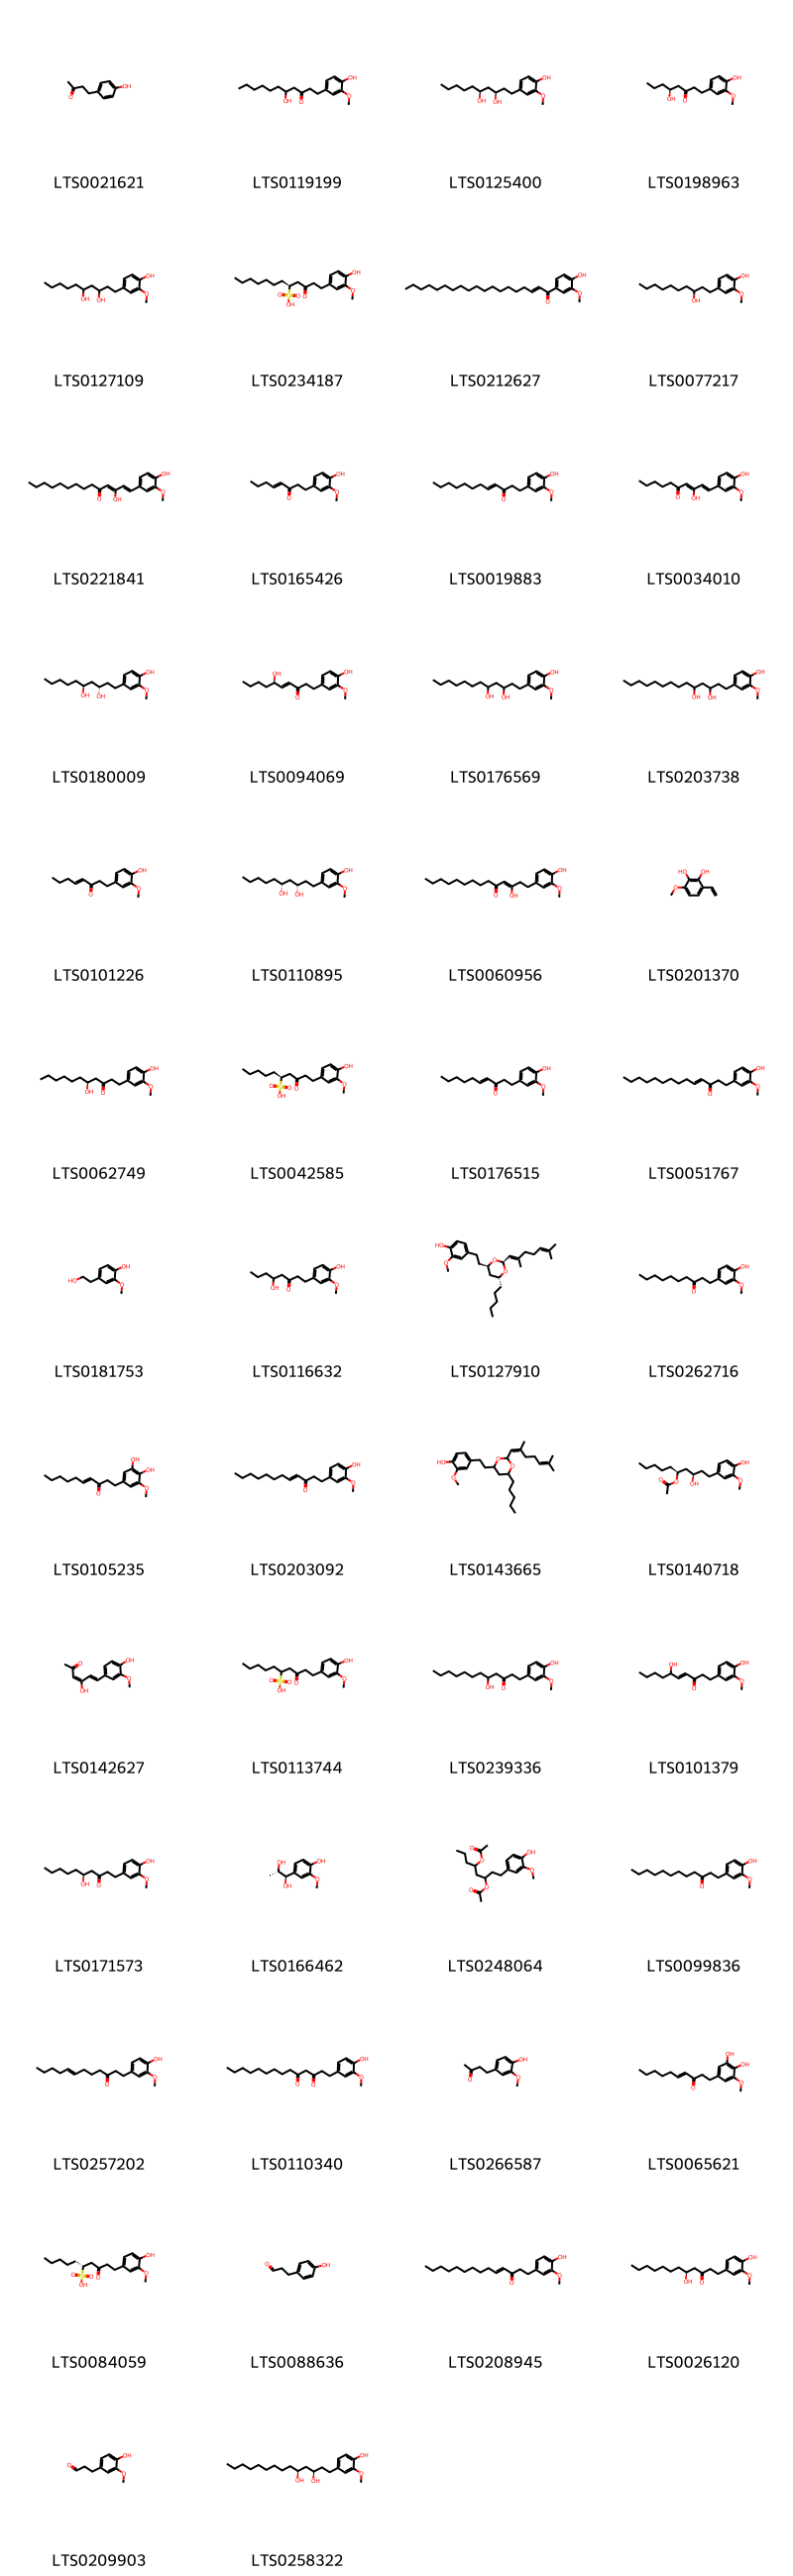 LTS0021621 LTS0119199 LTS0125400 LTS0198963
LTS0127109 LTS0234187 LTS0212627 LTS0077217
LTS0221841 LTS0165426 LTS0019883 LTS0034010
LTS0180009 LTS0094069 LTS0176569 LTS0203738
LTS0101226 LTS0110895 LTS0060956 LTS0201370
LTS0062749 LTS0042585 LTS0176515 LTS0051767
LTS0181753 LTS0116632 LTS0127910 LTS0262716
LTS0105235 LTS0203092 LTS0143665 LTS0140718
LTS0142627 LTS0113744 LTS0239336 LTS0101379
LTS0171573 LTS0166462 LTS0248064 LTS0099836
LTS0257202 LTS0110340 LTS0266587 LTS0065621
LTS0084059 LTS0088636 LTS0208945 LTS0026120
LTS0209903 LTS0258322